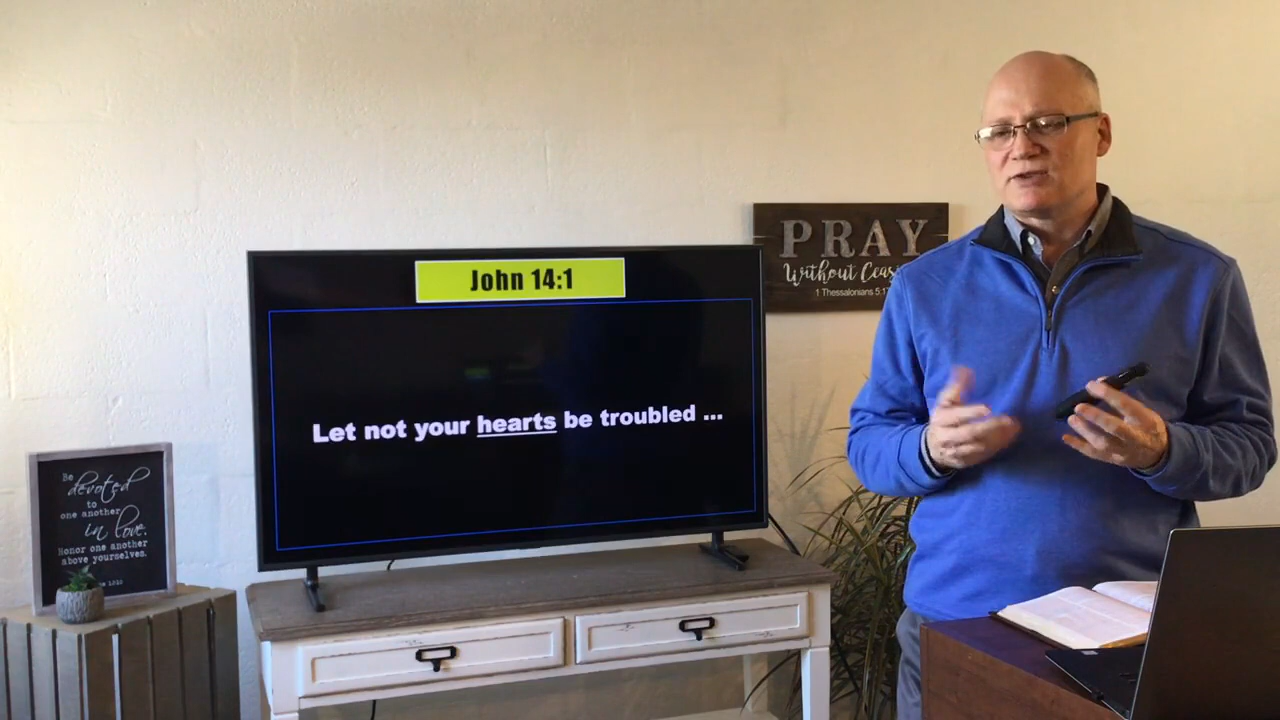 John 14:1
Let not your hearts be troubled ...
PRAY
Without
1 Thessalonians 5:17
Be
devoted
to
one another
in love.
Honor one another
above yourselves.